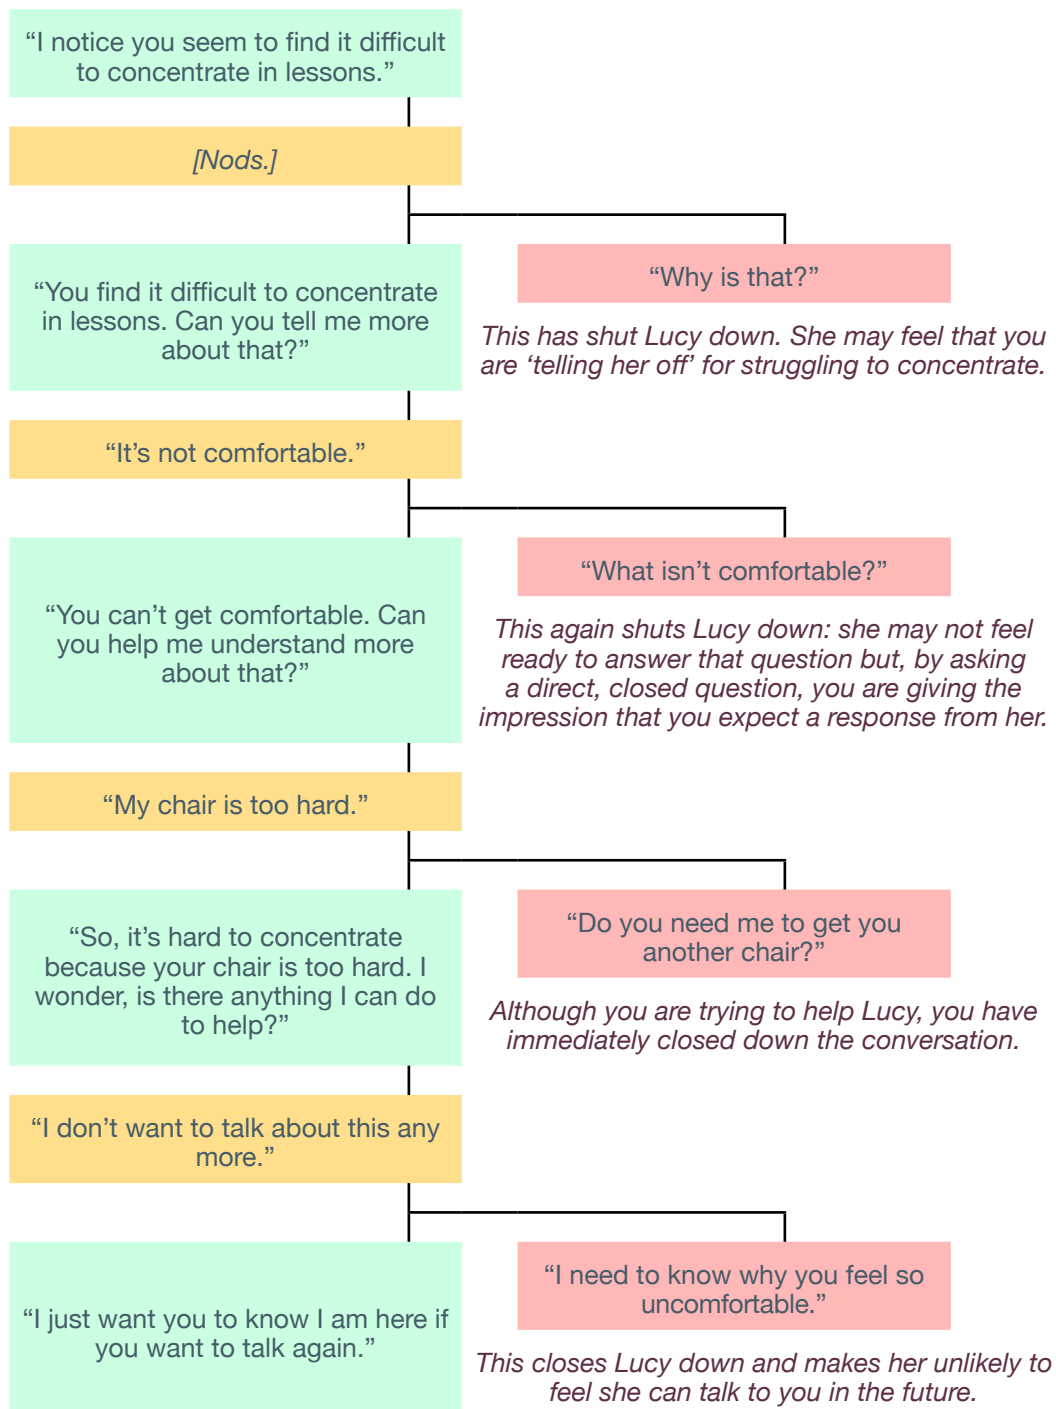 “I notice you seem to find it difficult
to concentrate in lessons.”
[Nods.]
“You find it difficult to concentrate
in lessons. Can you tell me more
about that?”
“Why is that?”
This has shut Lucy down. She may feel that you
are ‘telling her off’ for struggling to concentrate.
“It’s not comfortable.”
“You can’t get comfortable. Can
you help me understand more
about that?”
“What isn’t comfortable?”
This again shuts Lucy down: she may not feel
ready to answer that question but, by asking
a direct, closed question, you are giving the
impression that you expect a response from her.
“My chair is too hard.”
“So, it’s hard to concentrate
because your chair is too hard. I
wonder, is there anything I can do
to help?”
“Do you need me to get you
another chair?”
Although you are trying to help Lucy, you have
immediately closed down the conversation.
“I don’t want to talk about this any
more.”
“I just want you to know I am here if
you want to talk again.”
“I need to know why you feel so
uncomfortable.”
This closes Lucy down and makes her unlikely to
feel she can talk to you in the future.